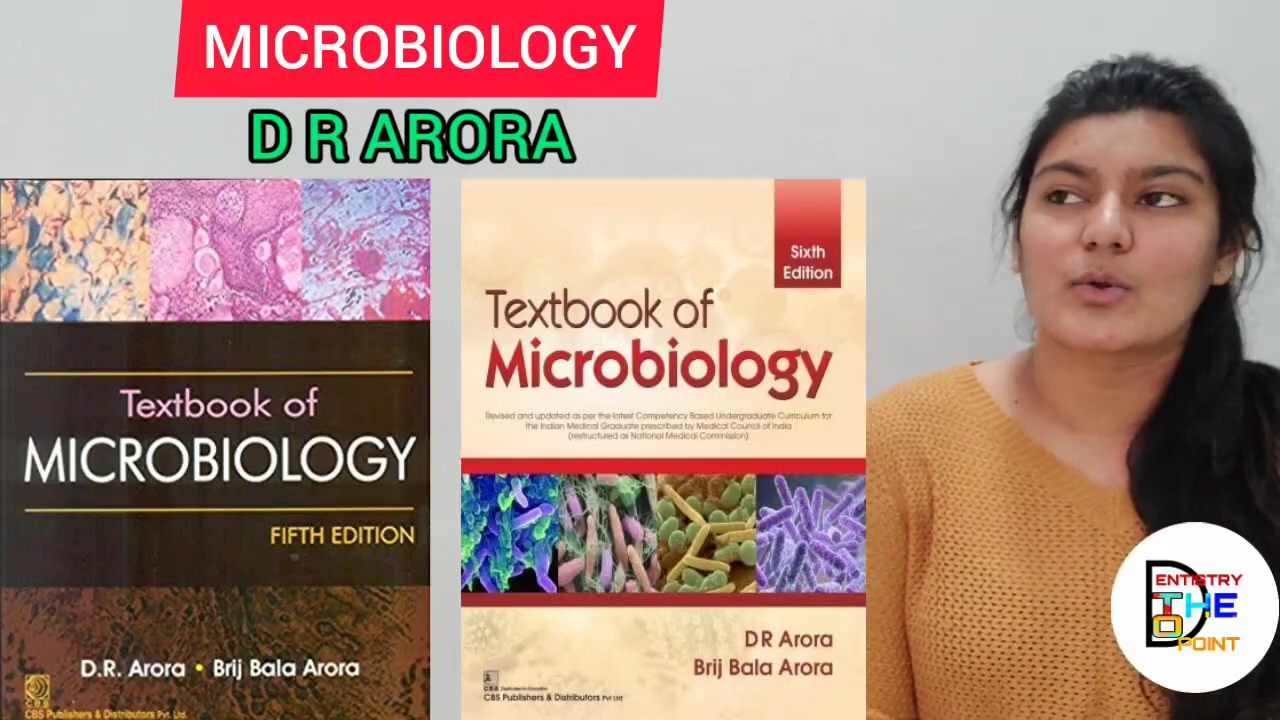 MICROBIOLOGY
D R ARORA
Textbook of
MICROBIOLOGY
FIFTH EDITION
D.R. Arora • Brij Bala Arora
CBS Publishers & Distributors Pvt. Ltd.
Sixth
Edition
Textbook of
Microbiology
Revised and updated as per the latest Competency Based Undergraduate Curriculum for
the Indian Medical Graduate prescribed by Medical Council of India
(restructured as National Medical Commission)
DR Arora
Brij Bala Arora
CBS Publishers & Distributors Pvt Ltd
DENTISTRY
THE
TO
POINT